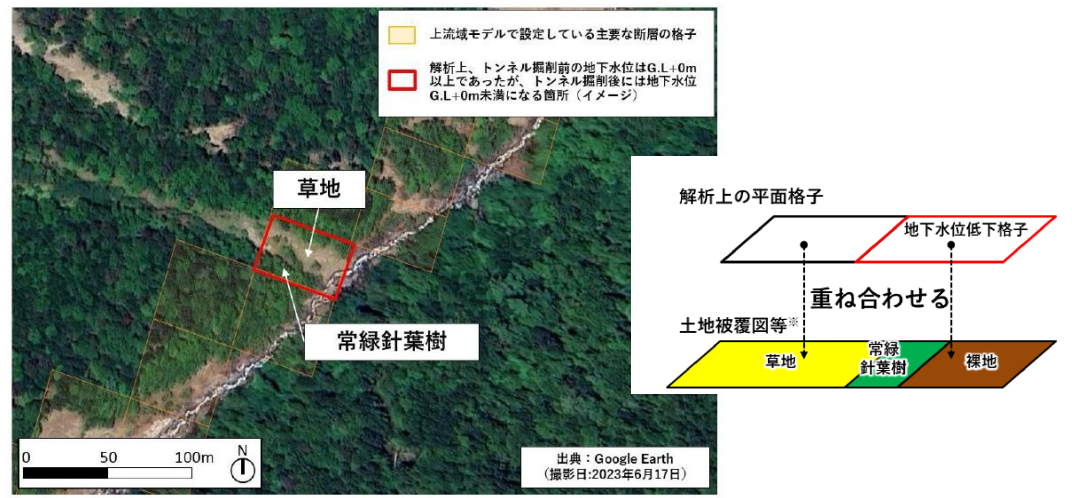 上流域モデルで設定している主要な断層の格子
解析上、トンネル掘削前の地下水位はG.L+0m
以上であったが、トンネル掘削後には地下水位
G.L+0m未満になる箇所（イメージ）
草地
常緑針葉樹
0 50 100m
N
出典：Google Earth
（撮影日:2023年6月17日）
解析上の平面格子
地下水位低下格子
重ね合わせる
土地被覆図等※
草地
常緑
針葉樹
裸地